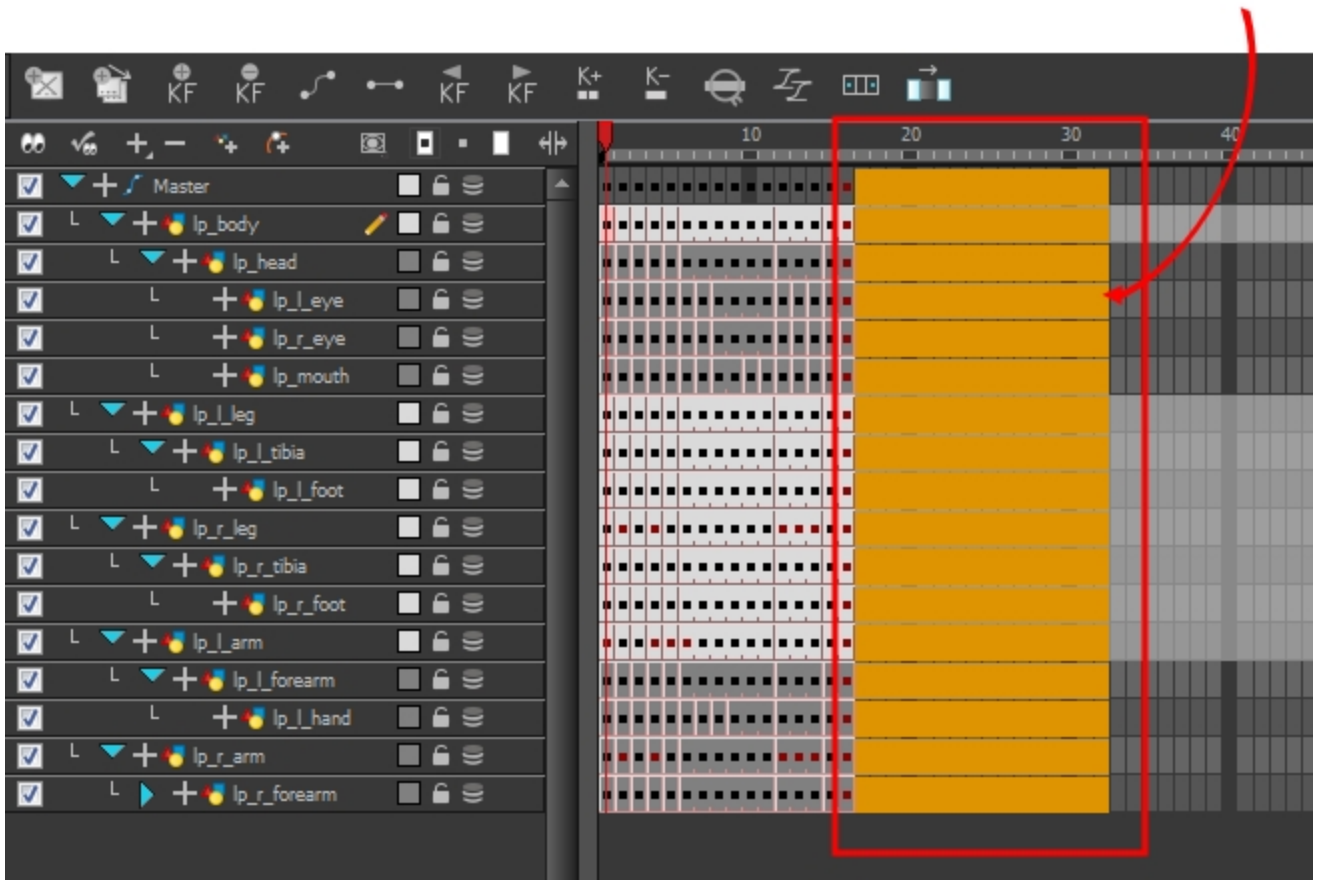 KF KF KF KF K+ K-
10 20 30 40
Master
lp_body
lp_head
lp_l_eye
lp_r_eye
lp_mouth
lp_l_leg
lp_l_tibia
lp_l_foot
lp_r_leg
lp_r_tibia
lp_r_foot
lp_l_arm
lp_l_forearm
lp_l_hand
lp_r_arm
lp_r_forearm